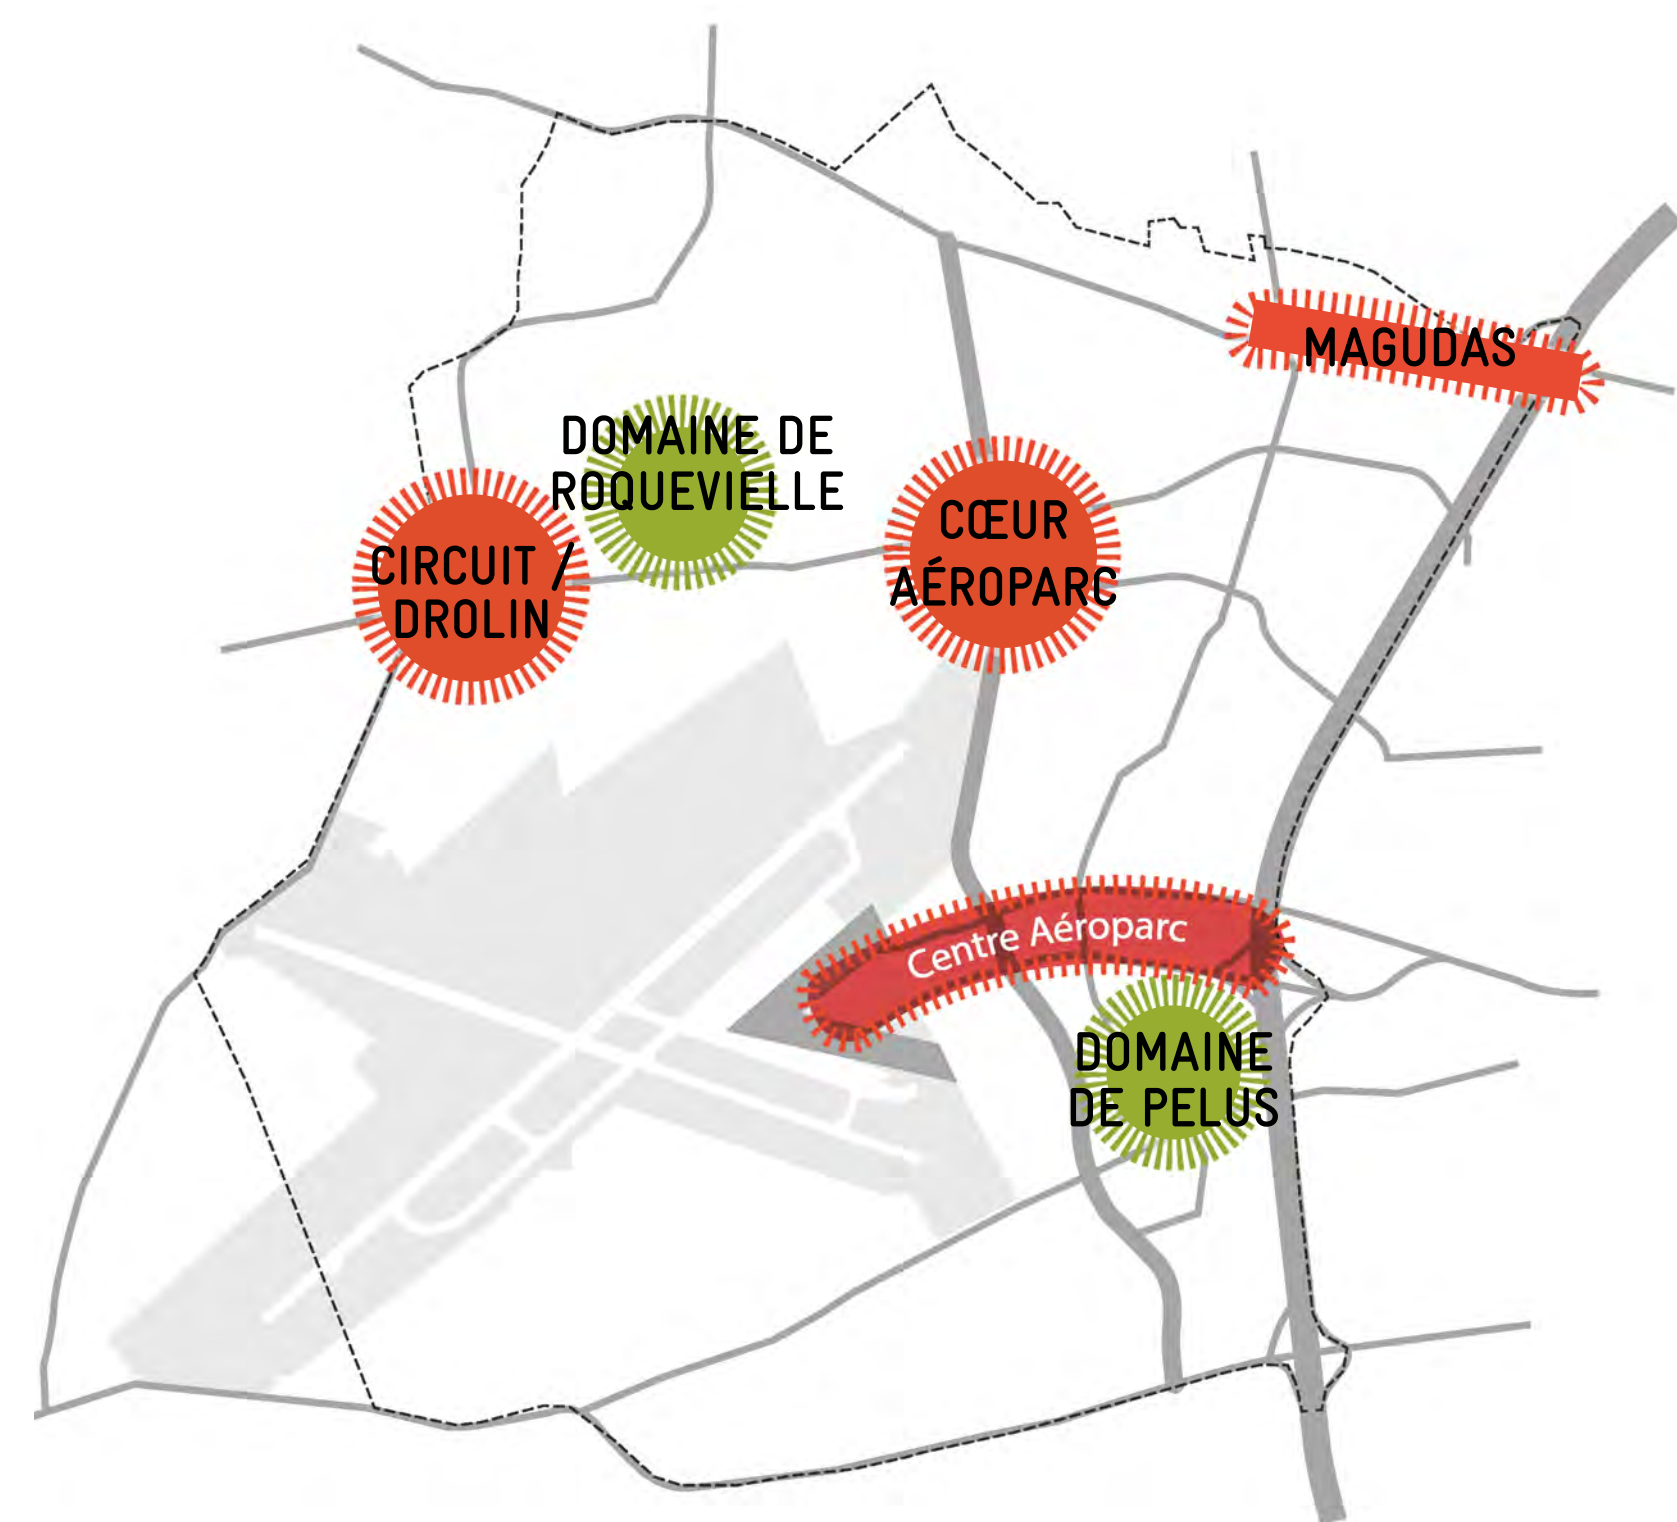 MAGUDAS
DOMAINE DE
ROQUEVIELLE
CŒUR
AÉROPARC
CIRCUIT /
DROLIN
Centre Aéroparc
DOMAINE
DE PELUS